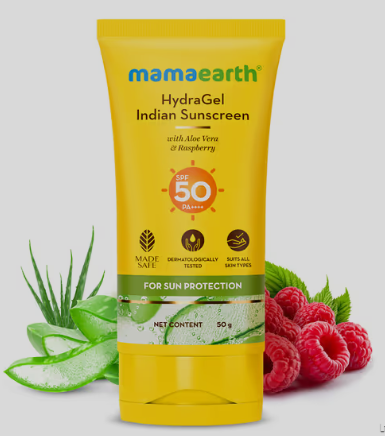 mamaearth®
HydraGel
Indian Sunscreen
with Aloe Vera
& Raspberry
SPF
50
PA++++
MADE
SAFE
DERMATOLOGICALLY
TESTED
SUITS ALL
SKIN TYPES
FOR SUN PROTECTION
NET CONTENT 50 g